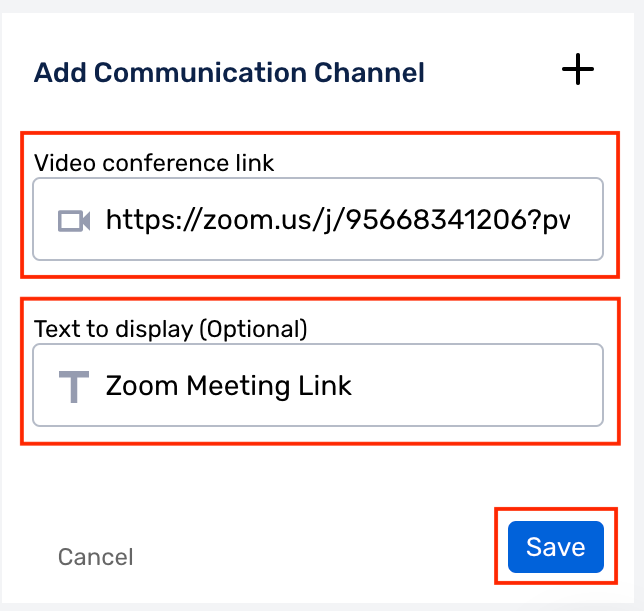 Add Communication Channel
Video conference link
https://zoom.us/j/95668341206?pv
Text to display (Optional)
T Zoom Meeting Link
Cancel
Save